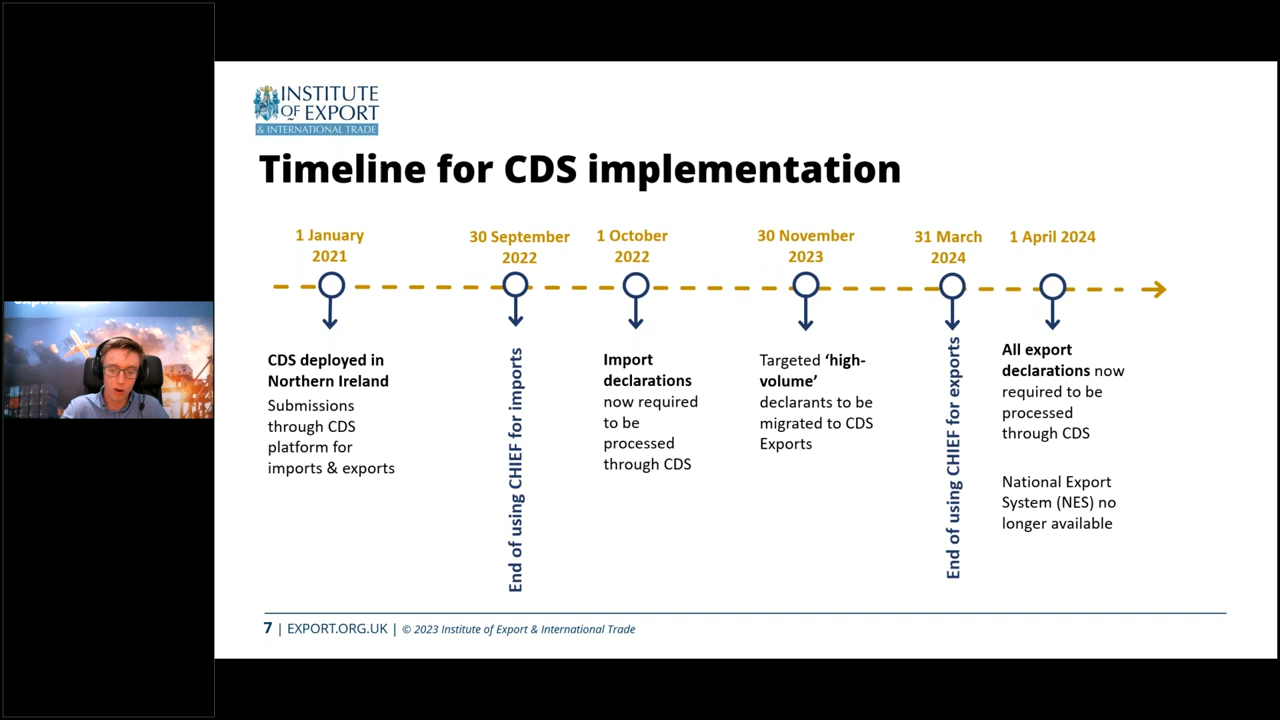 INSTITUTE
OF EXPORT
& INTERNATIONAL TRADE
Timeline for CDS implementation
1 January
2021
30 September
2022
1 October
2022
30 November
2023
31 March
2024
1 April 2024
CDS deployed in
Northern Ireland
Submissions
through CDS
platform for
imports & exports
End of using CHIEF for imports
Import
declarations
now required
to be
processed
through CDS
Targeted ‘high-
volume’
declarants to be
migrated to CDS
Exports
End of using CHIEF for exports
All export
declarations now
required to be
processed
through CDS
National Export
System (NES) no
longer available
7 | EXPORT.ORG.UK | © 2023 Institute of Export & International Trade